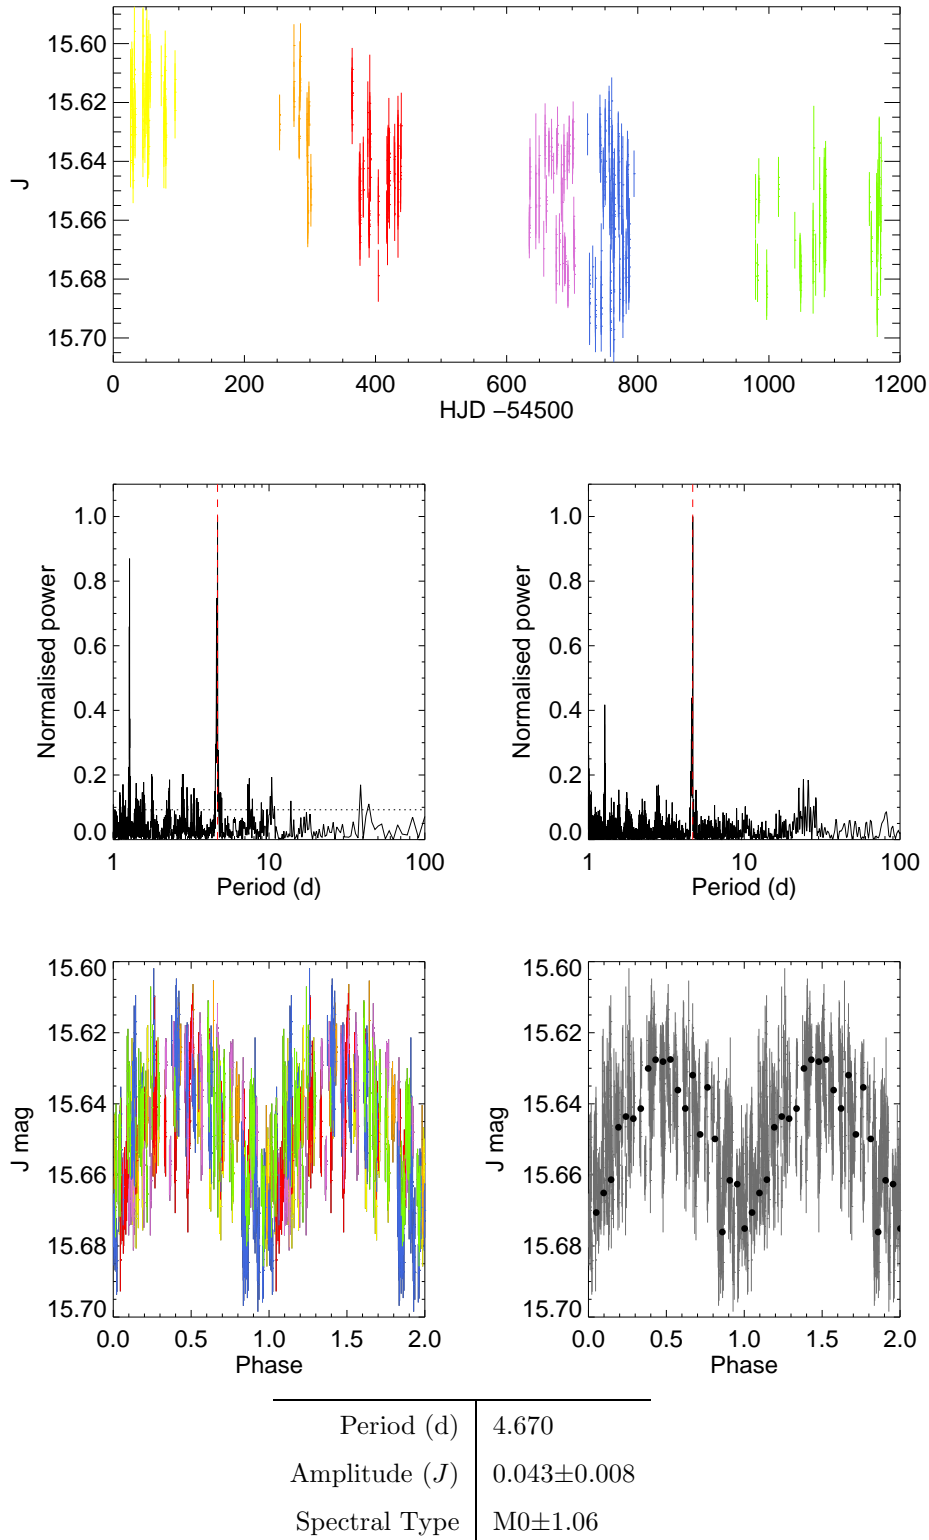 15.60
15.62
15.64
15.66
15.68
15.70
J
0 200 400 600 800 1000 1200
HJD −54500
1.0
0.8
0.6
0.4
0.2
0.0
Normalised power
1 10 100
Period (d)
1.0
0.8
0.6
0.4
0.2
0.0
Normalised power
1 10 100
Period (d)
15.60
15.62
15.64
15.66
15.68
15.70
J mag
0.0 0.5 1.0 1.5 2.0
Phase
15.60
15.62
15.64
15.66
15.68
15.70
J mag
0.0 0.5 1.0 1.5 2.0
Phase
Period (d) 4.670
Amplitude (J) 0.043±0.008
Spectral Type M0±1.06